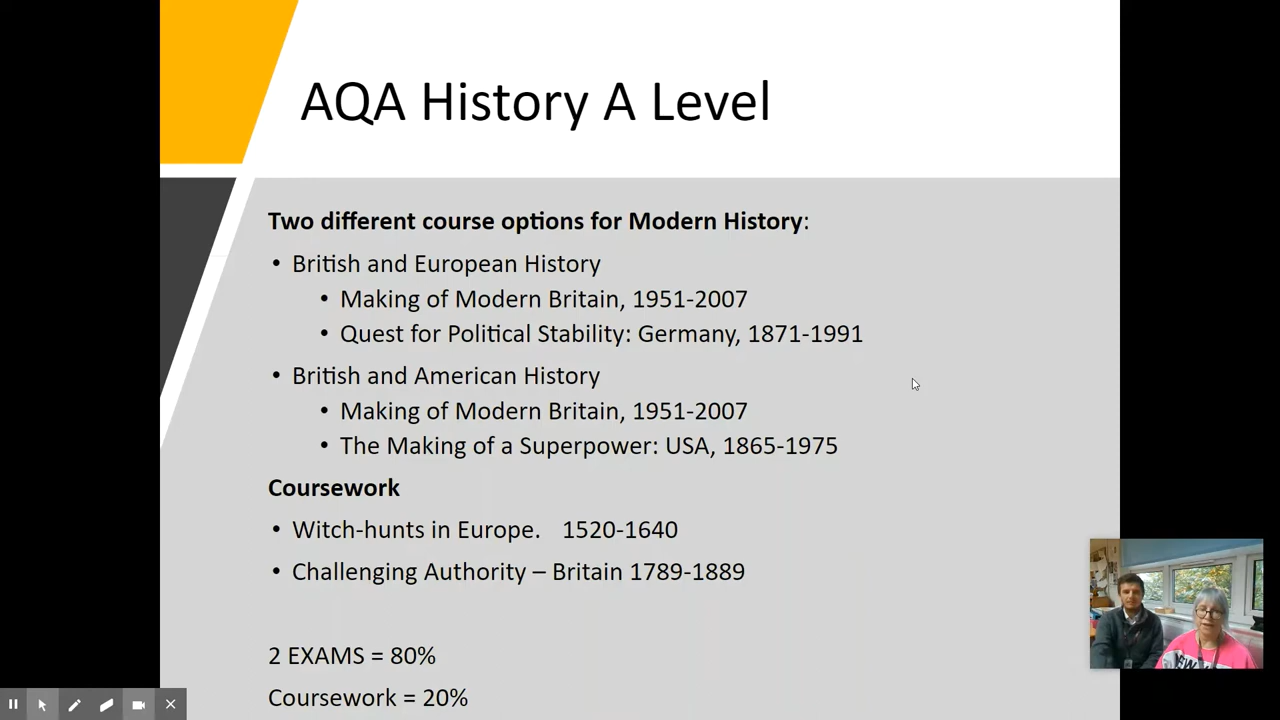 AQA History A Level
Two different course options for Modern History:
• British and European History
• Making of Modern Britain, 1951-2007
• Quest for Political Stability: Germany, 1871-1991
• British and American History
• Making of Modern Britain, 1951-2007
• The Making of a Superpower: USA, 1865-1975
Coursework
• Witch-hunts in Europe. 1520-1640
• Challenging Authority – Britain 1789-1889
2 EXAMS = 80%
Coursework = 20%